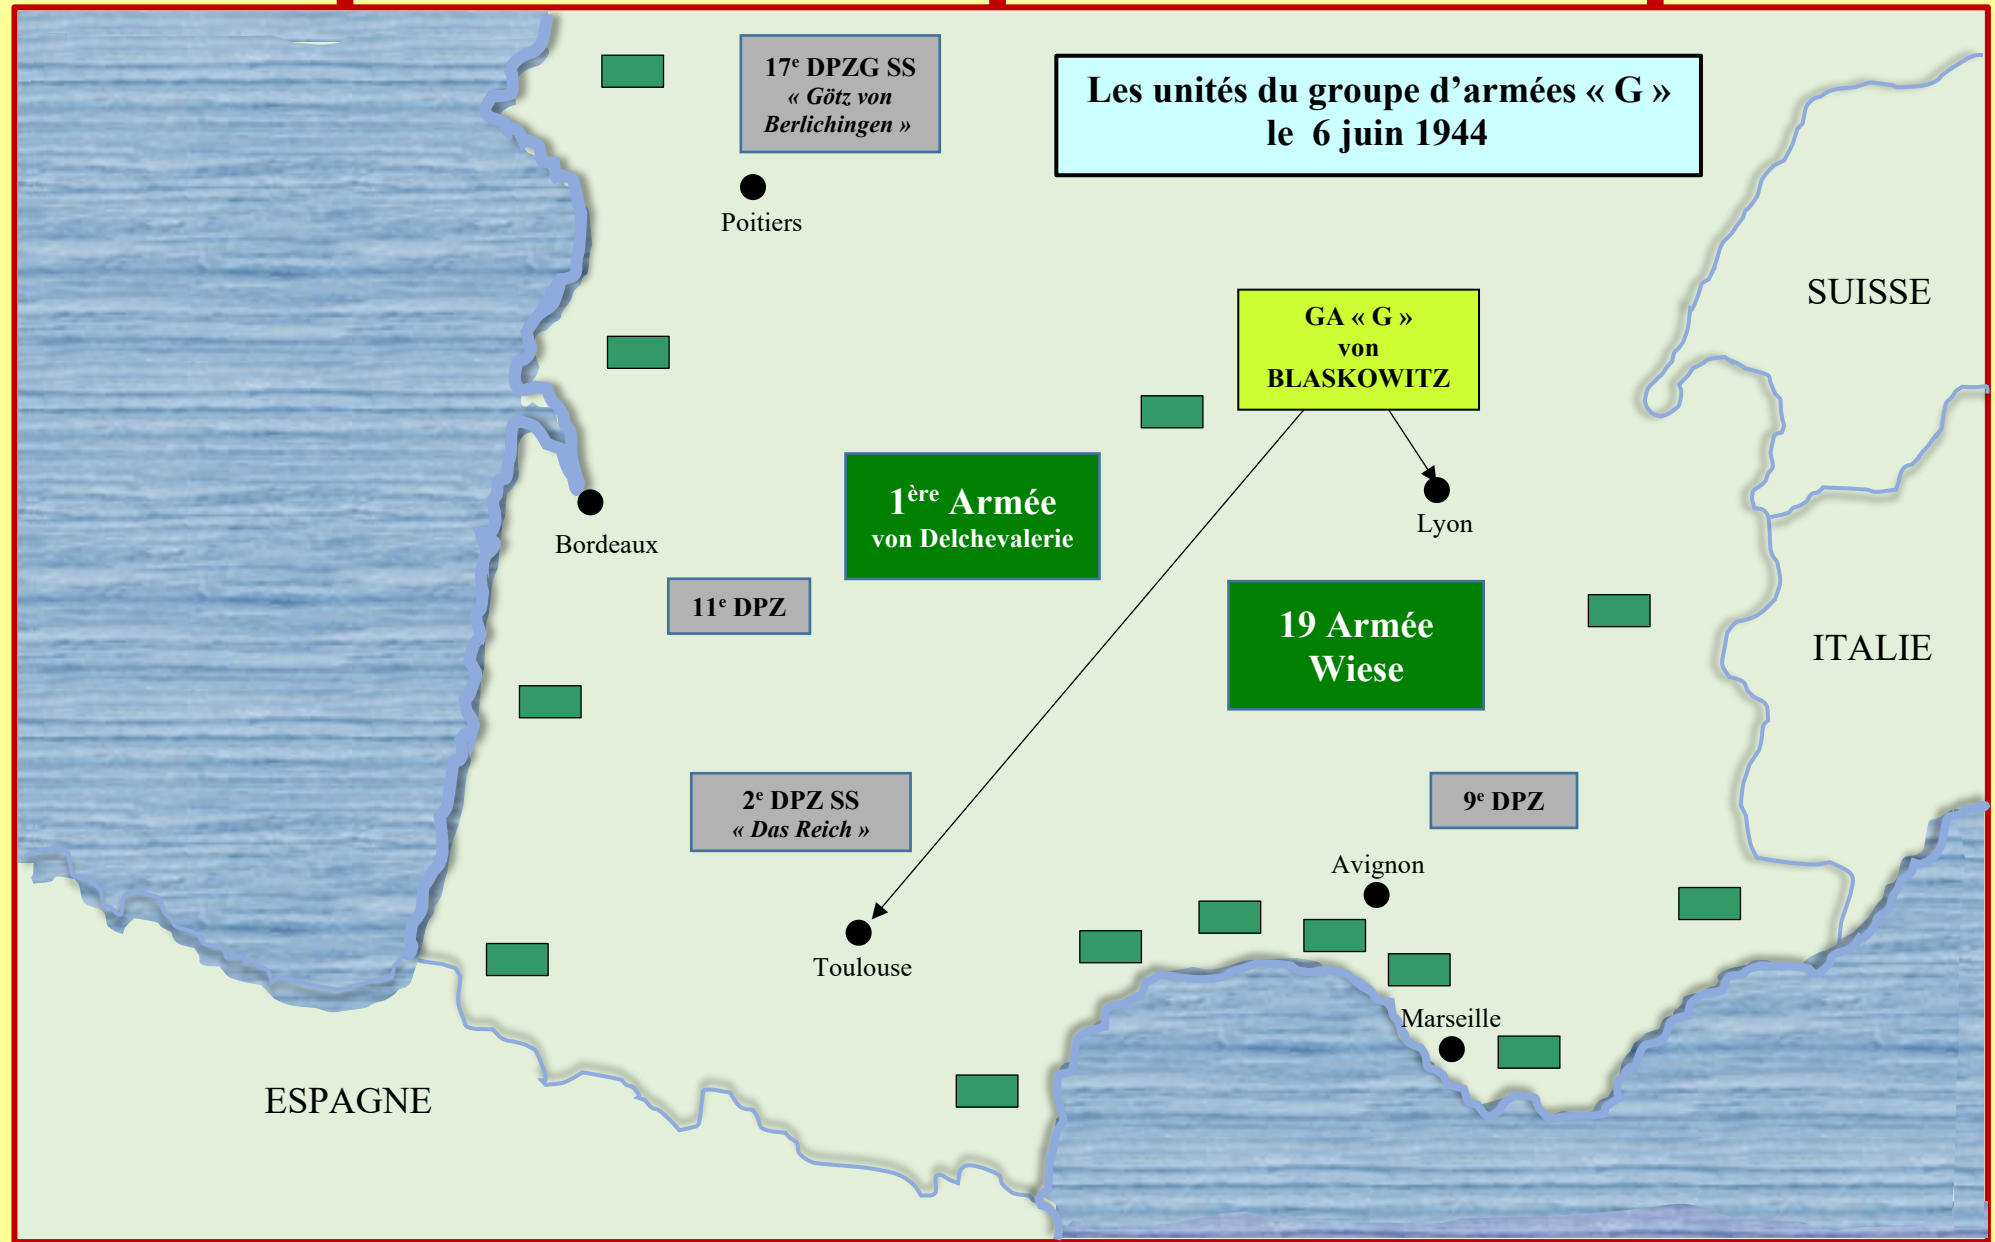 17ᵉ DPZG SS
« Götz von
Berlichingen »
Les unités du groupe d’armées « G »
le 6 juin 1944
Poitiers
SUISSE
GA « G »
von
BLASKOWITZ
1ère Armée
von Delchevalerie
Lyon
Bordeaux
11ᵉ DPZ
19 Armée
Wiese
ITALIE
2ᵉ DPZ SS
« Das Reich »
9ᵉ DPZ
Avignon
Toulouse
Marseille
ESPAGNE